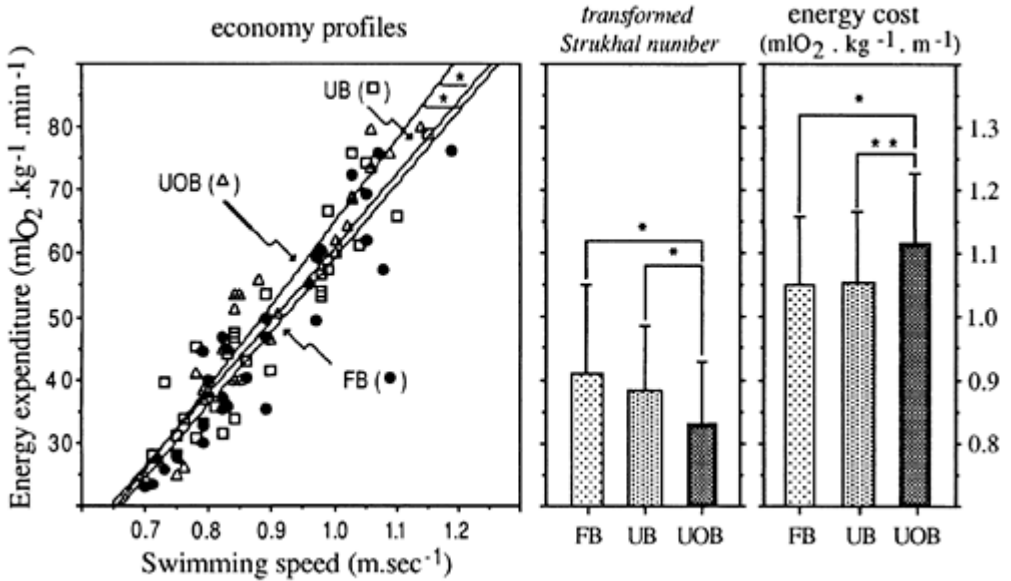 economy profiles
Energy expenditure (mlO2 .kg -1 .min -1)
80
70
60
50
40
30
UB (□)
UOB (△)
FB (●)
*
*
0.7 0.8 0.9 1.0 1.1 1.2
Swimming speed (m.sec-1)
transformed
Strukhal number
*
*
FB UB UOB
energy cost
(mlO2 . kg -1 . m-1)
*
* *
1.3
1.2
1.1
1.0
0.9
0.8
FB UB UOB